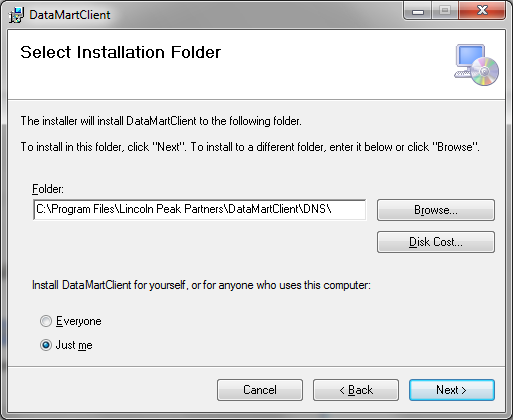 DataMartClient
Select Installation Folder
The installer will install DataMartClient to the following folder.
To install in this folder, click "Next". To install to a different folder, enter it below or click "Browse".
Folder:
C:\Program Files\Lincoln Peak Partners\DataMartClient\DNS\
Browse...
Disk Cost...
Install DataMartClient for yourself, or for anyone who uses this computer:
Everyone
Just me
Cancel
< Back
Next >